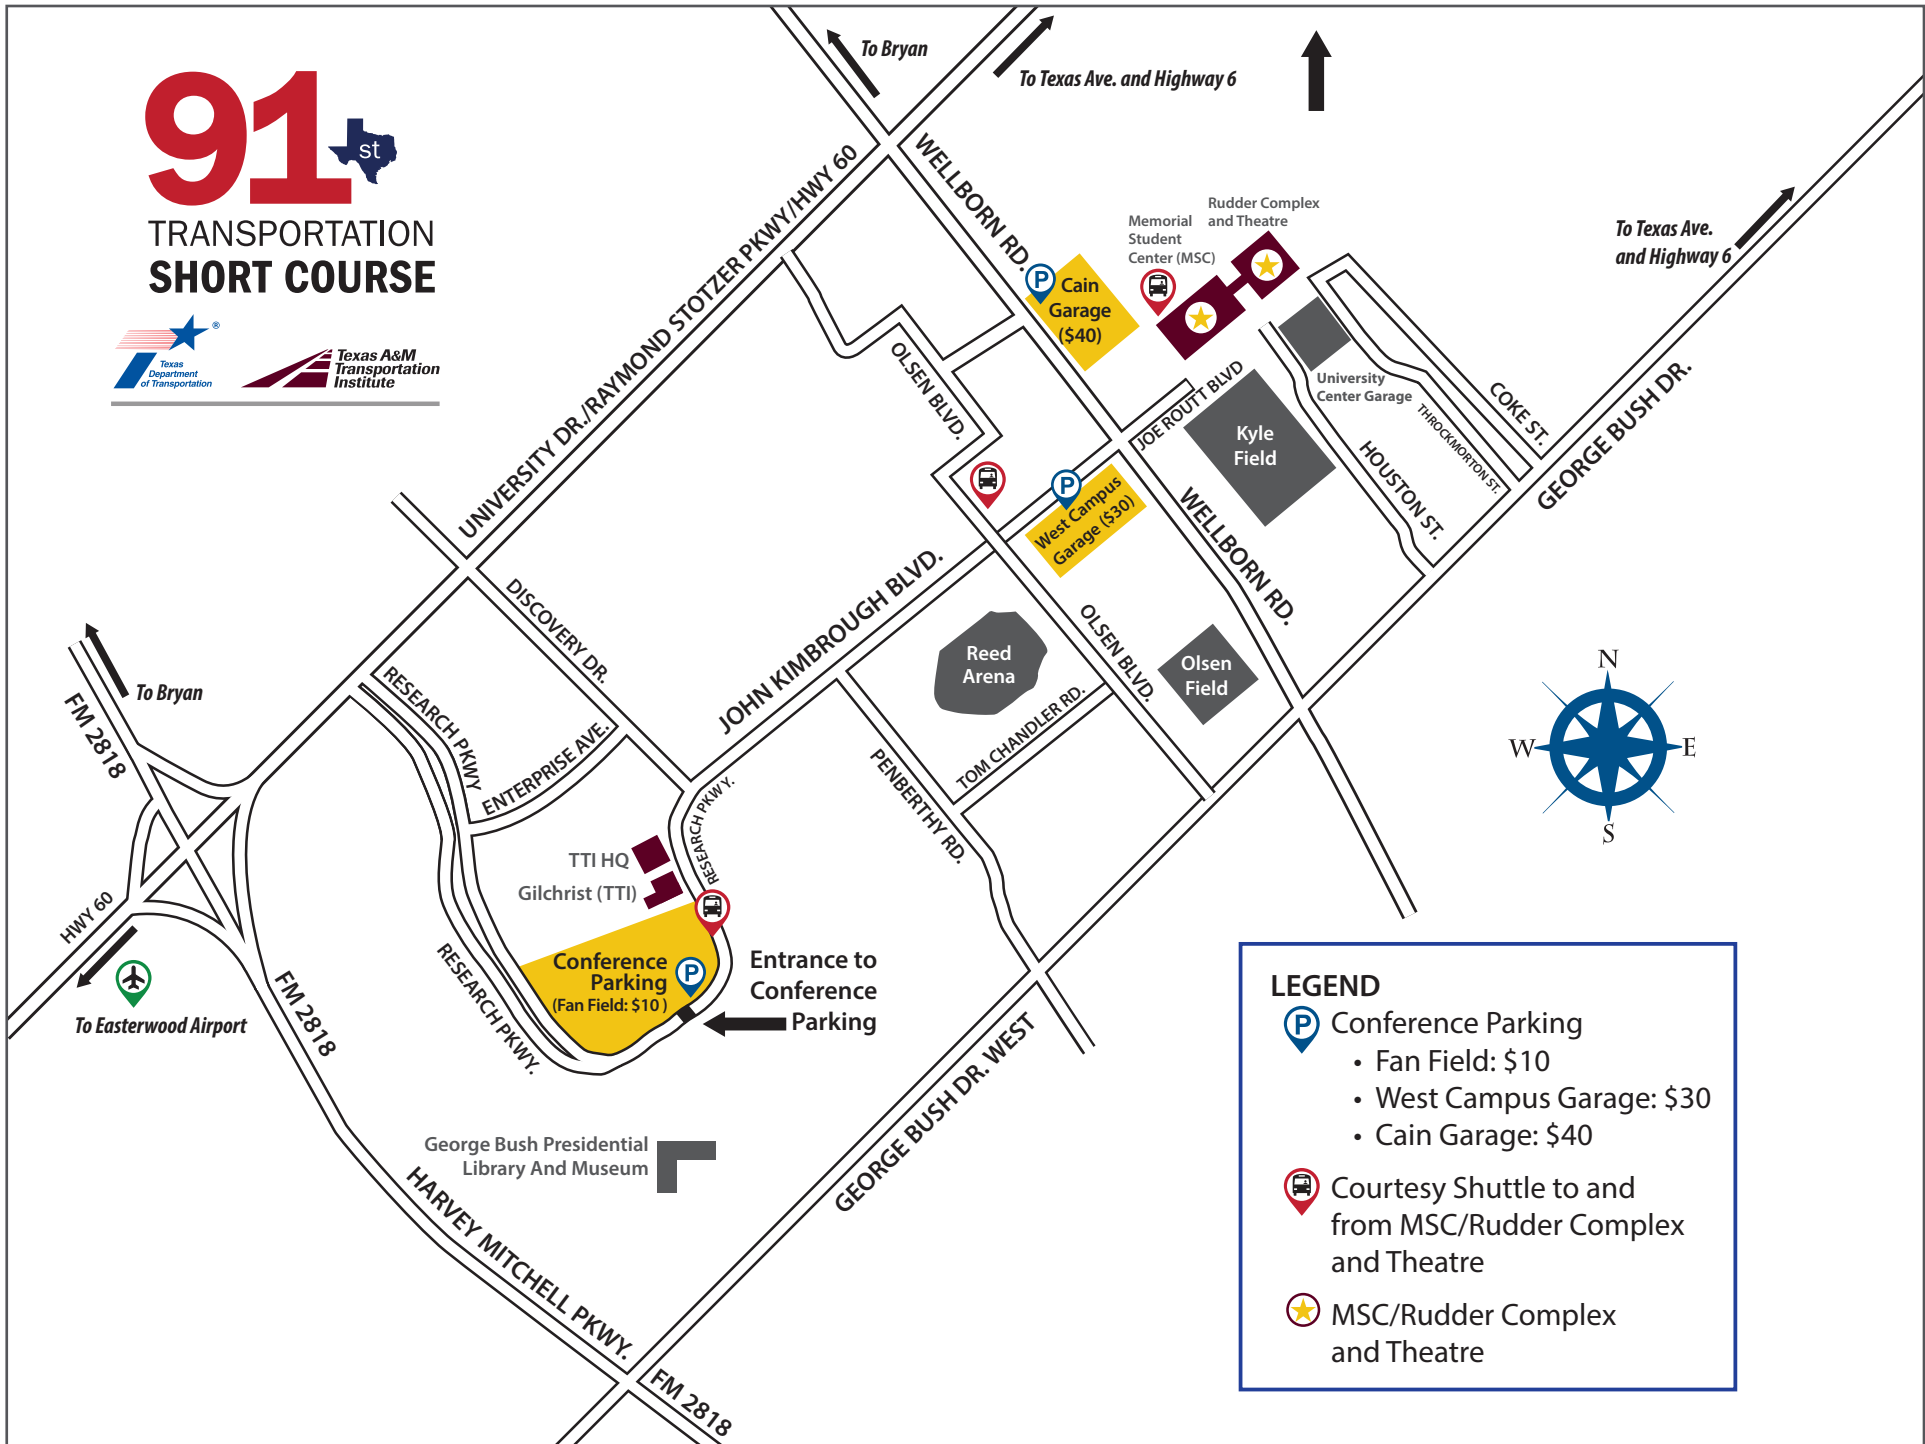 91
st
TRANSPORTATION
SHORT COURSE
®
Texas
Department
of Transportation
Texas A&M
Transportation
Institute
To Bryan
To Texas Ave. and Highway 6
UNIVERSITY DR./RAYMOND STOTZER PKWY/HWY 60
WELLBORN RD.
Rudder Complex
and Theatre
Memorial
Student
Center (MSC)
To Texas Ave.
and Highway 6
P
Cain
Garage
($40)
OLSEN BLVD.
JOE ROUTT BLVD
University
Center Garage
COKE ST.
THROCKMORTON ST.
HOUSTON ST.
GEORGE BUSH DR.
Kyle
Field
P
West Campus
Garage ($30)
WELLBORN RD.
DISCOVERY DR.
JOHN KIMBROUGH BLVD.
Reed
Arena
OLSEN BLVD.
Olsen
Field
TOM CHANDLER RD.
PENBERTHY RD.
To Bryan
FM 2818
RESEARCH PKWY
ENTERPRISE AVE.
RESEARCH PKWY.
RESEARCH
TTI HQ
Gilchrist (TTI)
HWY 60
To Easterwood Airport
Conference
Parking
(Fan Field: $10 )
P
Entrance to
Conference
Parking
RESEARCH PKWY.
FM 2818
George Bush Presidential
Library And Museum
GEORGE BUSH DR. WEST
HARVEY MITCHELL PKWY.
FM 2818
N
W
E
S
LEGEND
P Conference Parking
• Fan Field: $10
• West Campus Garage: $30
• Cain Garage: $40
Courtesy Shuttle to and
from MSC/Rudder Complex
and Theatre
MSC/Rudder Complex
and Theatre